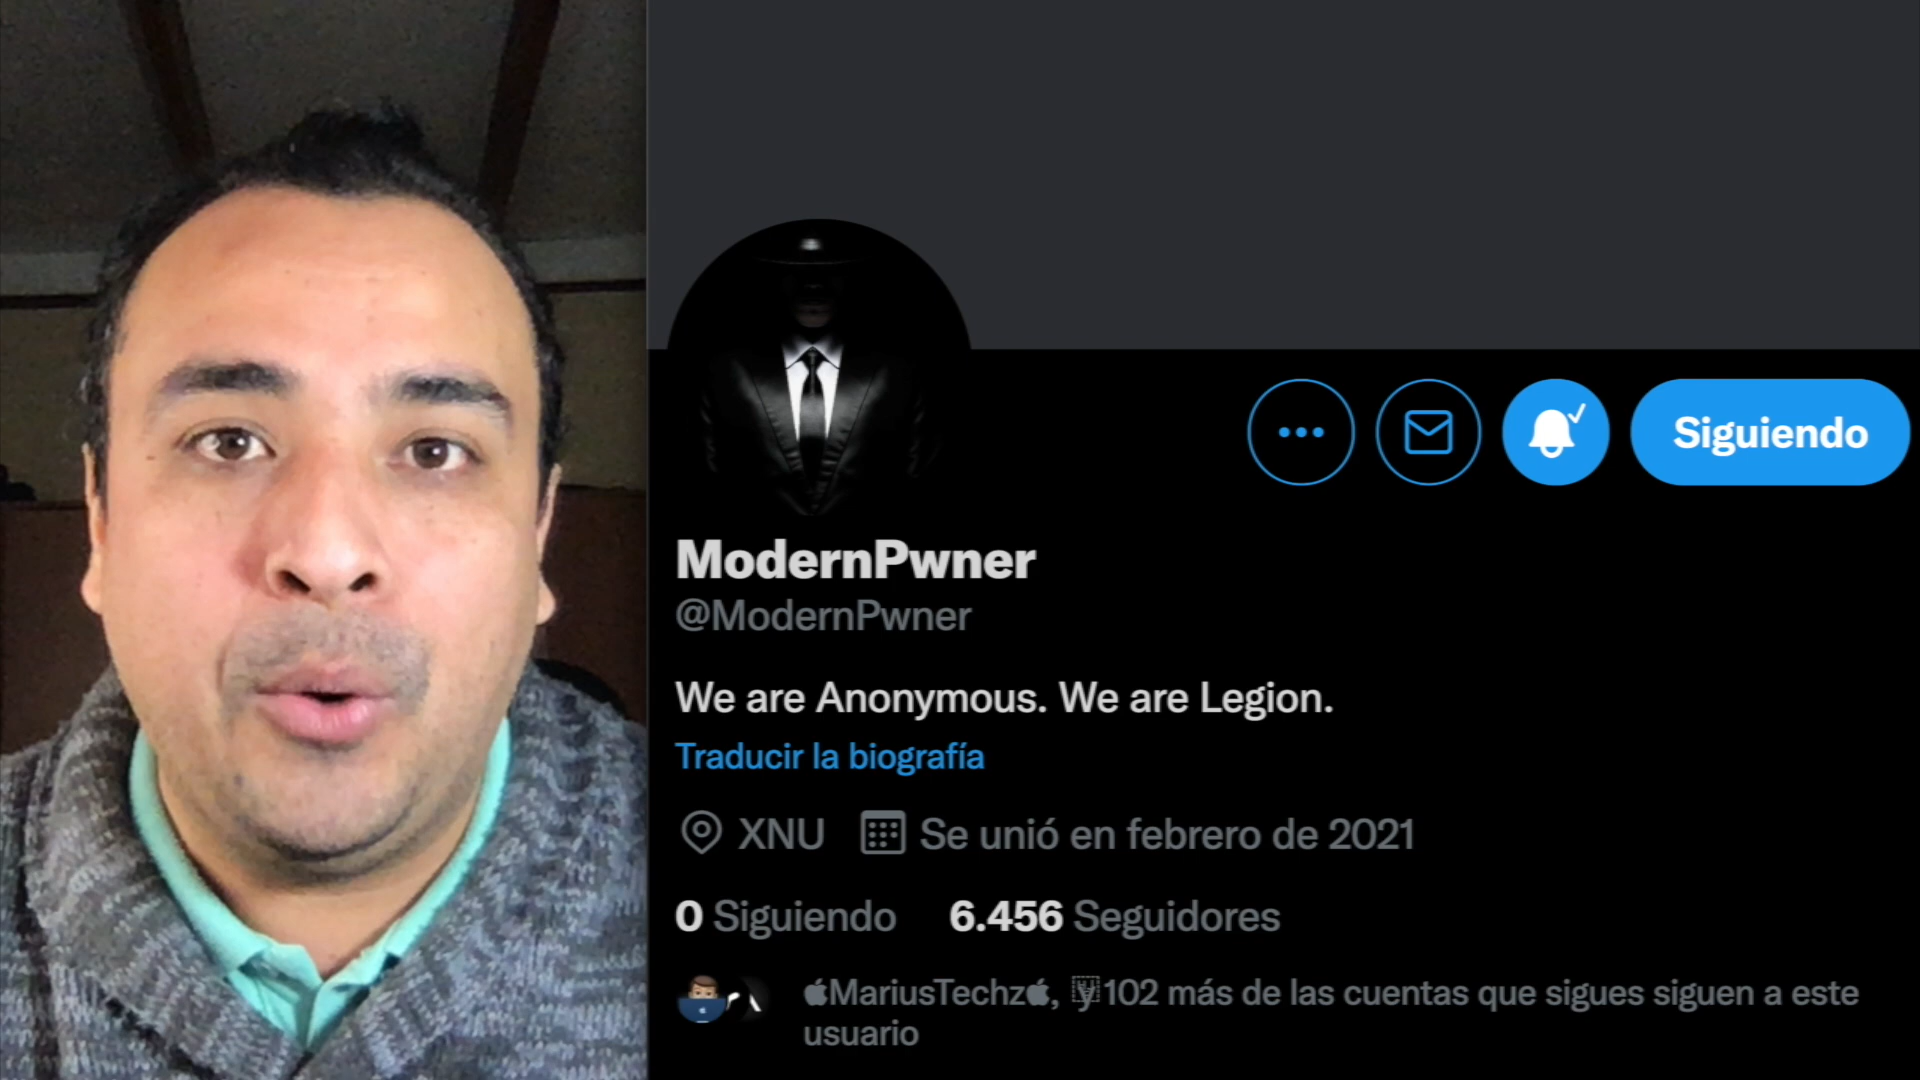 Siguiendo
ModernPwner
@ModernPwner
We are Anonymous. We are Legion.
Traducir la biografía
XNU Se unió en febrero de 2021
0 Siguiendo 6.456 Seguidores
MariusTechz, y 102 más de las cuentas que sigues siguen a este
usuario